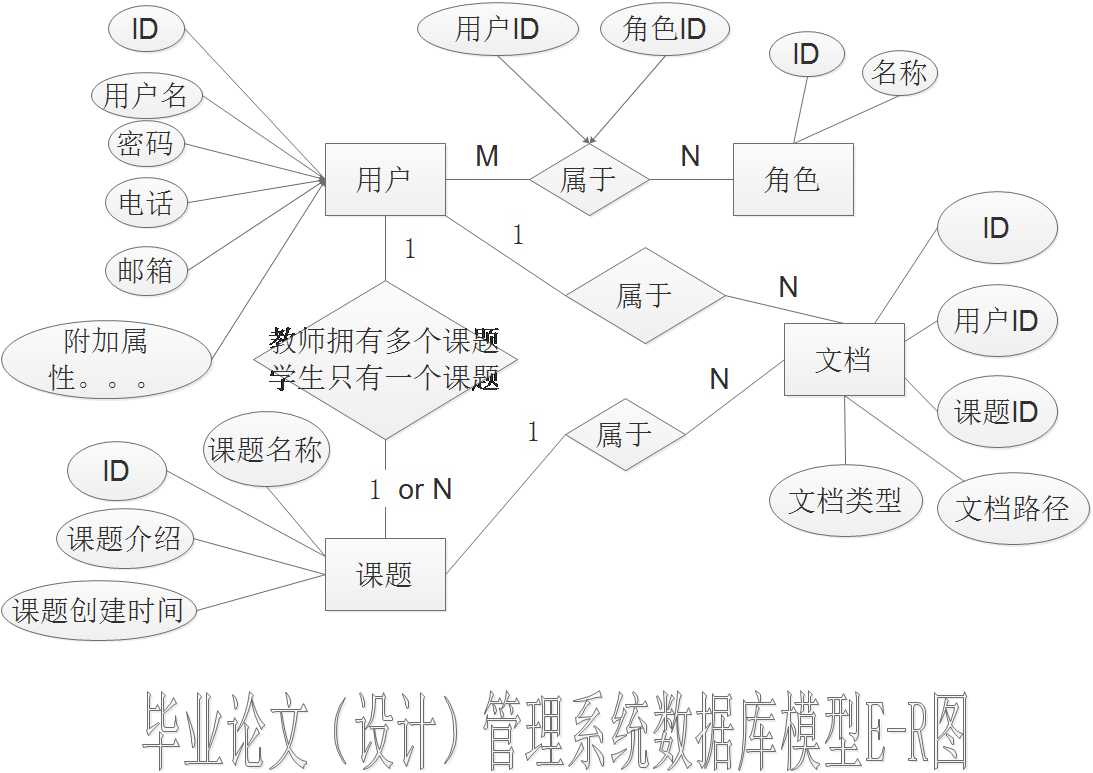 ID
用户名
密码
电话
邮箱
附加属
性。。。
用户
M
用户ID
角色ID
属于
N
ID
名称
角色
1
1
属于
N
ID
用户ID
课题ID
文档
文档类型
文档路径
教师拥有多个课题
学生只有一个课题
N
1
属于
1 or N
课题名称
ID
课题介绍
课题创建时间
课题
毕业论文（设计）管理系统数据库模型E-R图